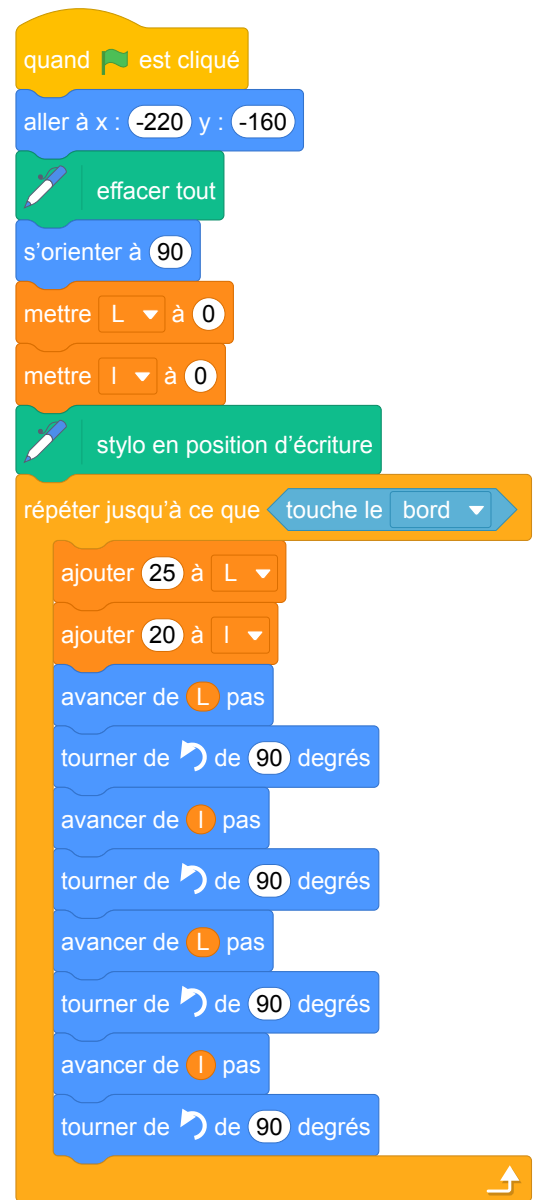 quand est cliqué
aller à x : -220 y : -160
effacer tout
s’orienter à 90
mettre L à 0
mettre l à 0
stylo en position d’écriture
répéter jusqu’à ce que touche le bord
ajouter 25 à L
ajouter 20 à l
avancer de L pas
tourner de de 90 degrés
avancer de l pas
tourner de de 90 degrés
avancer de L pas
tourner de de 90 degrés
avancer de l pas
tourner de de 90 degrés